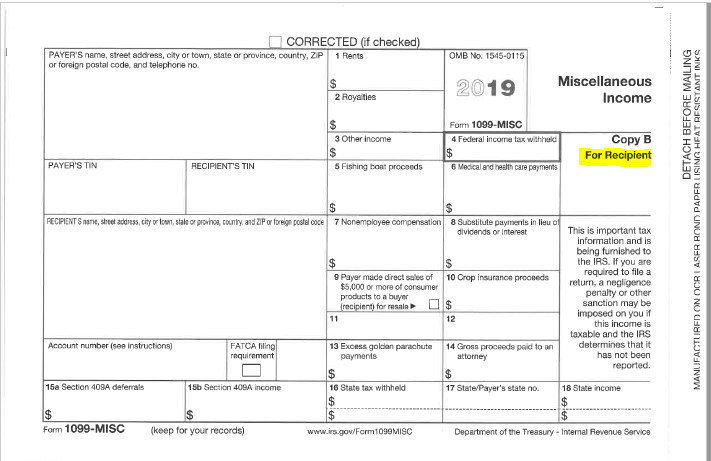 CORRECTED (if checked)
PAYER'S name, street address, city or town, state or province, country, ZIP
or foreign postal code, and telephone no.
1 Rents
$
2 Royalties
$
OMB No. 1545-0115
2019
Form 1099-MISC
Miscellaneous
Income
3 Other income
$
4 Federal income tax withheld
$
Copy B
For Recipient
PAYER'S TIN
RECIPIENT'S TIN
5 Fishing boat proceeds
$
6 Medical and health care payments
$
RECIPIENT'S name, street address, city or town, state or province, country, and ZIP or foreign postal code
7 Nonemployee compensation
$
8 Substitute payments in lieu of
dividends or interest
$
This is important tax
information and is
being furnished to
the IRS. If you are
required to file a
return, a negligence
penalty or other
sanction may be
imposed on you if
this income is
taxable and the IRS
determines that it
has not been
reported.
9 Payer made direct sales of
$5,000 or more of consumer
products to a buyer
(recipient) for resale ▶
10 Crop insurance proceeds
$
11
12
Account number (see instructions)
FATCA filing
requirement
13 Excess golden parachute
payments
$
14 Gross proceeds paid to an
attorney
$
15a Section 409A deferrals
$
15b Section 409A income
$
16 State tax withheld
$
$
17 State/Payer's state no.
18 State income
$
$
Form 1099-MISC
(keep for your records)
www.irs.gov/Form1099MISC
Department of the Treasury - Internal Revenue Service
DETACH BEFORE MAILING
MANUFACTURED ON OCR LASER BOND PAPER USING HEAT RESISTANT INKS